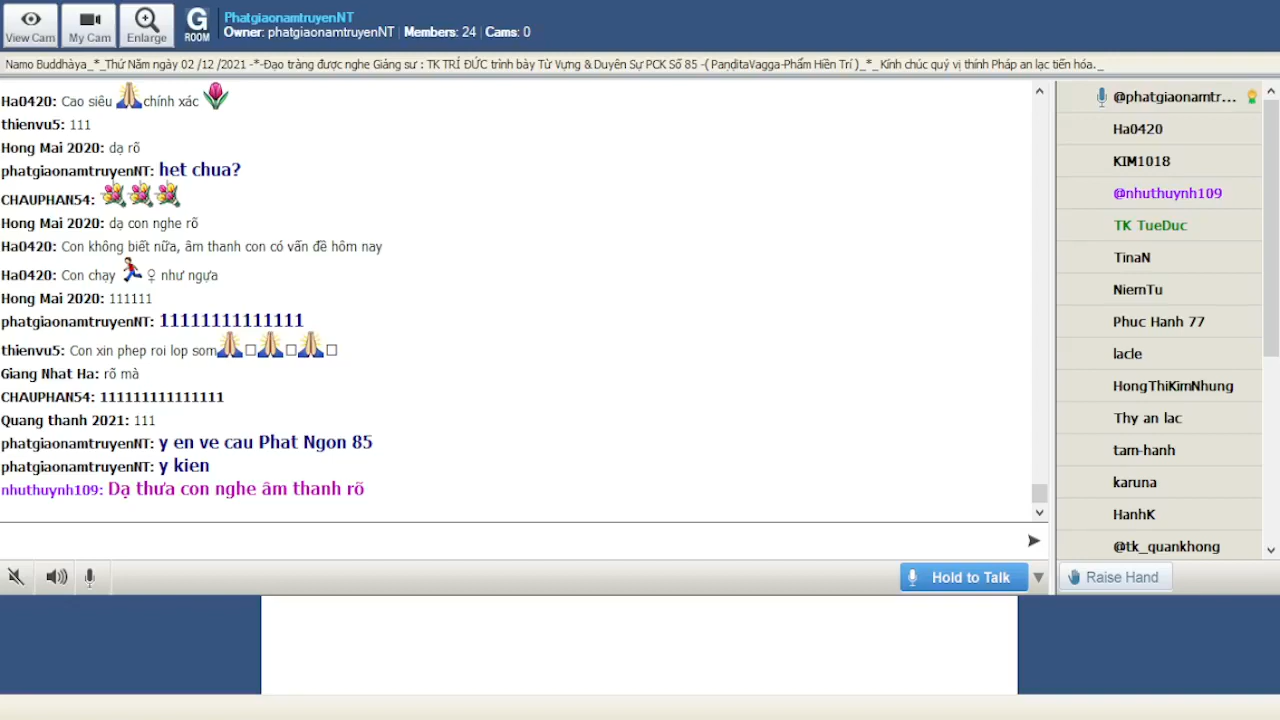 View Cam
My Cam
Enlarge
G
ROOM
PhatgiaonamtruyenNT
Owner: phatgiaonamtruyenNT | Members: 24 | Cams: 0
Namo Buddhàya_*_Thứ Năm ngày 02 /12 /2021 -*-Đạo tràng được nghe Giảng sư : TK TRÍ ĐỨC trình bày Từ Vựng & Duyên Sự PCK Số 85 -( PaṇḍitaVagga-Phẩm Hiền Trí )_*_ Kính chúc quý vị thính Pháp an lạc tiến hóa._
Ha0420: Cao siêu 🙏chính xác 🌷
thienvu5: 111
Hong Mai 2020: dạ rõ
phatgiaonamtruyenNT: het chua?
CHAUPHAN54: 💐💐💐
Hong Mai 2020: dạ con nghe rõ
Ha0420: Con không biết nữa, âm thanh con có vấn đề hôm nay
Ha0420: Con chạy 🏃♀ như ngựa
Hong Mai 2020: 111111
phatgiaonamtruyenNT: 11111111111111
thienvu5: Con xin phep roi lop som🙏□🙏□🙏□
Giang Nhat Ha: rõ mà
CHAUPHAN54: 111111111111111
Quang thanh 2021: 111
phatgiaonamtruyenNT: y en ve cau Phat Ngon 85
phatgiaonamtruyenNT: y kien
nhuthuynh109: Dạ thưa con nghe âm thanh rõ
Hold to Talk
@phatgiaonamtr...
Ha0420
KIM1018
@nhuthuynh109
TK TueDuc
TinaN
NiemTu
Phuc Hanh 77
lacle
HongThiKimNhung
Thy an lac
tam-hanh
karuna
HanhK
@tk_quankhong
Raise Hand